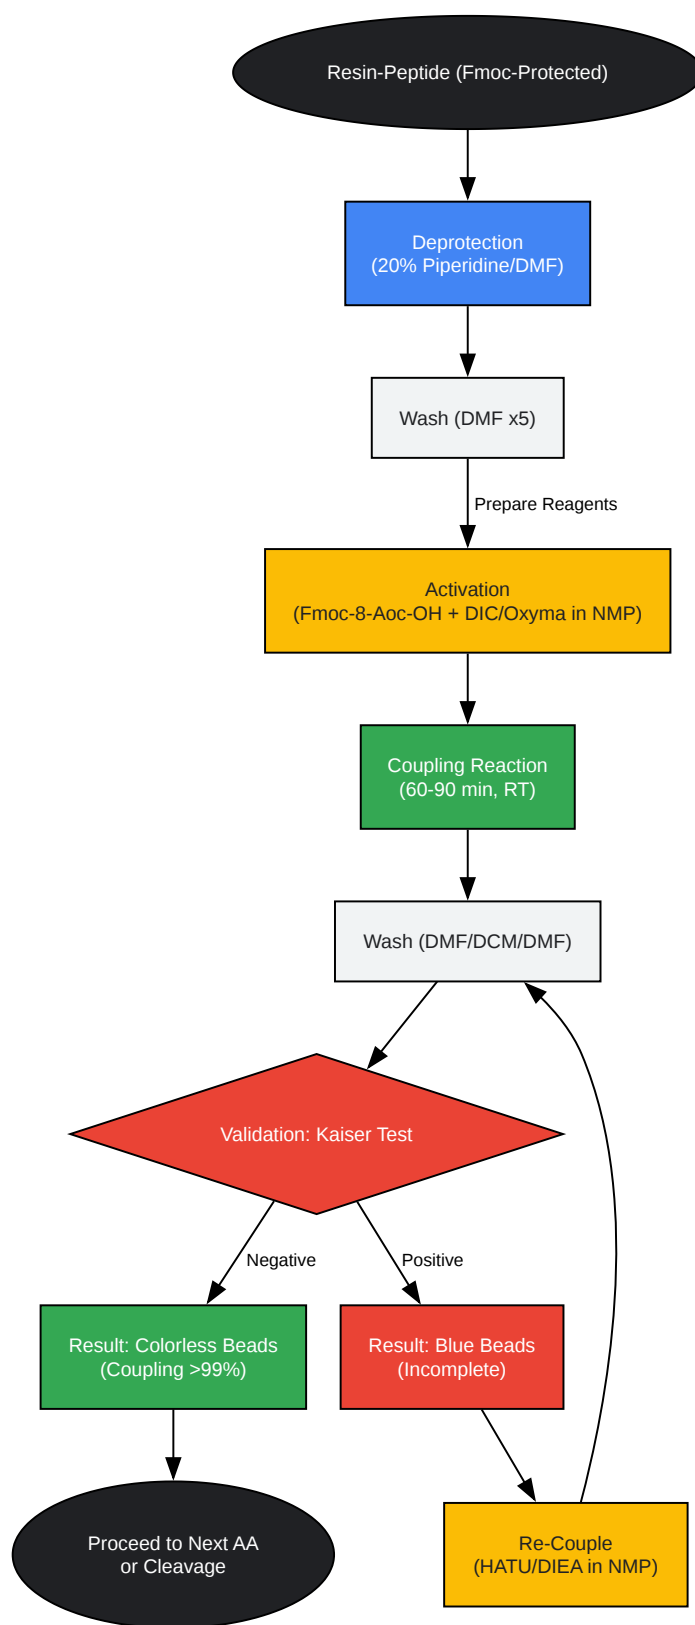 Resin-Peptide (Fmoc-Protected)
Deprotection
(20% Piperidine/DMF)
Wash (DMF x5)
Prepare Reagents
Activation
(Fmoc-8-Aoc-OH + DIC/Oxyma in NMP)
Coupling Reaction
(60-90 min, RT)
Wash (DMF/DCM/DMF)
Validation: Kaiser Test
Negative
Positive
Result: Colorless Beads
(Coupling >99%)
Result: Blue Beads
(Incomplete)
Proceed to Next AA
or Cleavage
Re-Couple
(HATU/DIEA in NMP)